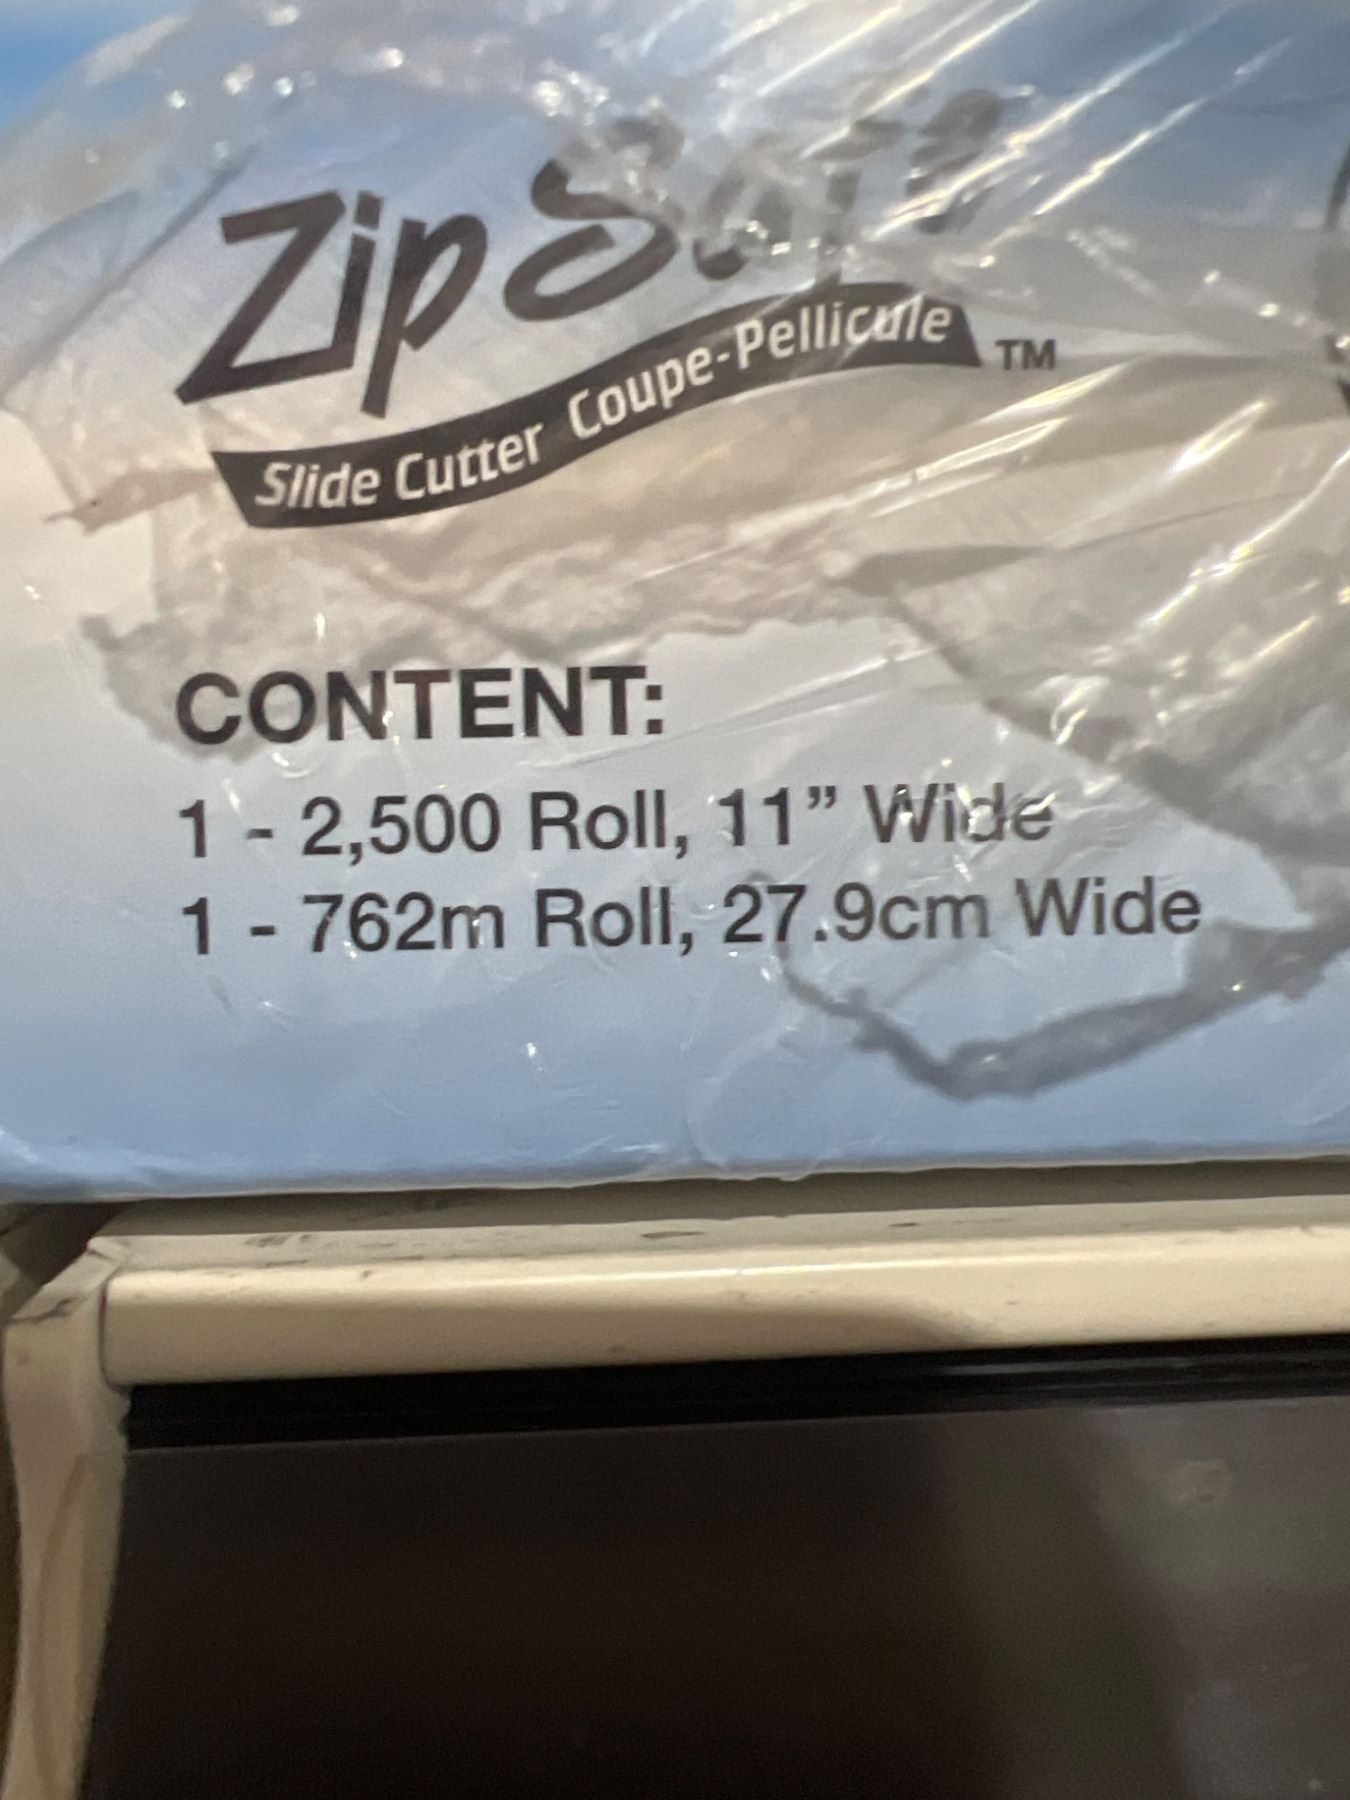 Zip Safe
Slide Cutter Coupe-Pellicule ™
CONTENT:
1 - 2,500 Roll, 11” Wide
1 - 762m Roll, 27.9cm Wide